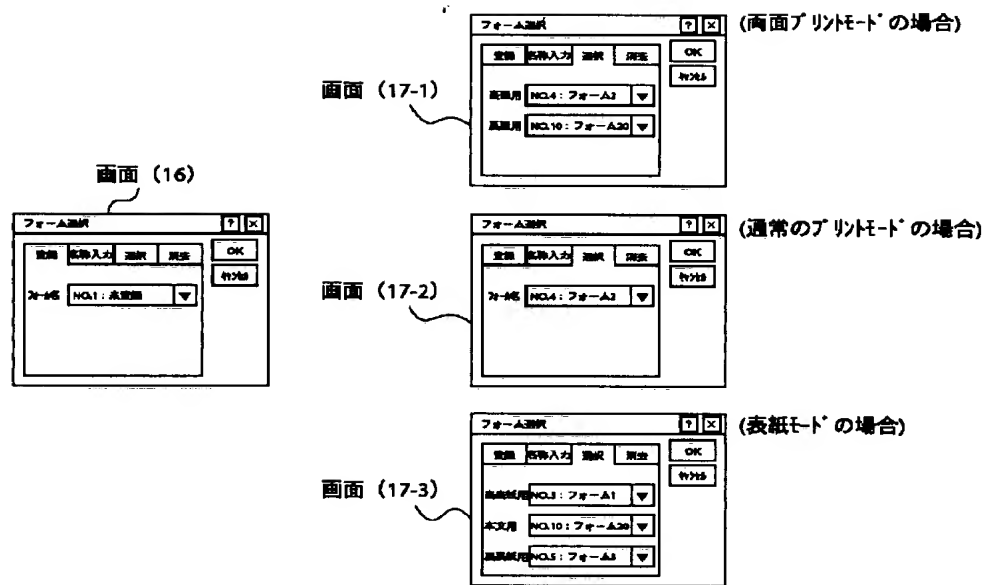 フォーム選択 ? ×
(両面プリントモードの場合)
登録 名称入力 選択 消去
OK
キャンセル
画面 (17-1)
表面用 NO.4：フォーム2 ▼
裏面用 NO.10：フォーム20 ▼
画面 (16)
フォーム選択 ? ×
登録 名称入力 選択 消去
OK
キャンセル
フォーム名 NO.1：未登録 ▼
フォーム選択 ? ×
(通常のプリントモードの場合)
登録 名称入力 選択 消去
OK
キャンセル
画面 (17-2)
フォーム名 NO.4：フォーム2 ▼
フォーム選択 ? ×
(表紙モードの場合)
登録 名称入力 選択 消去
OK
キャンセル
画面 (17-3)
表表紙用 NO.3：フォーム1 ▼
本文用 NO.10：フォーム20 ▼
裏表紙用 NO.5：フォーム3 ▼